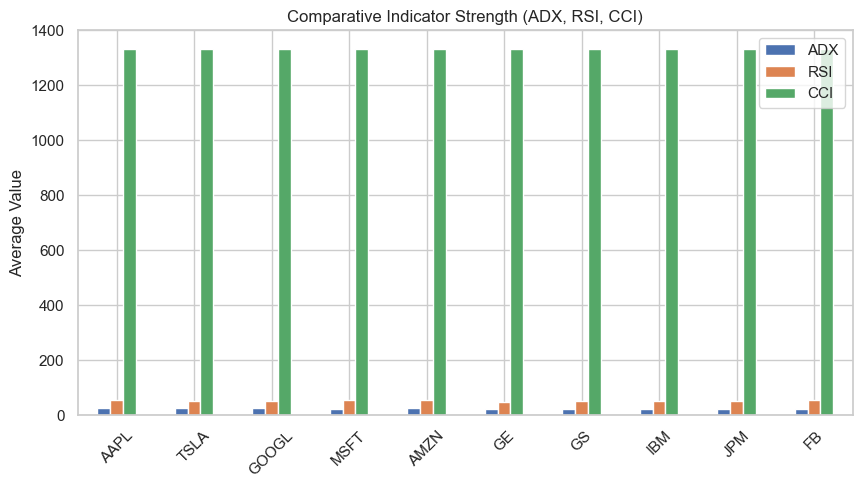 Comparative Indicator Strength (ADX, RSI, CCI)
1400
1200
1000
800
600
400
200
0
Average Value
ADX
RSI
CCI
AAPL
TSLA
GOOGL
MSFT
AMZN
GE
GS
IBM
JPM
FB